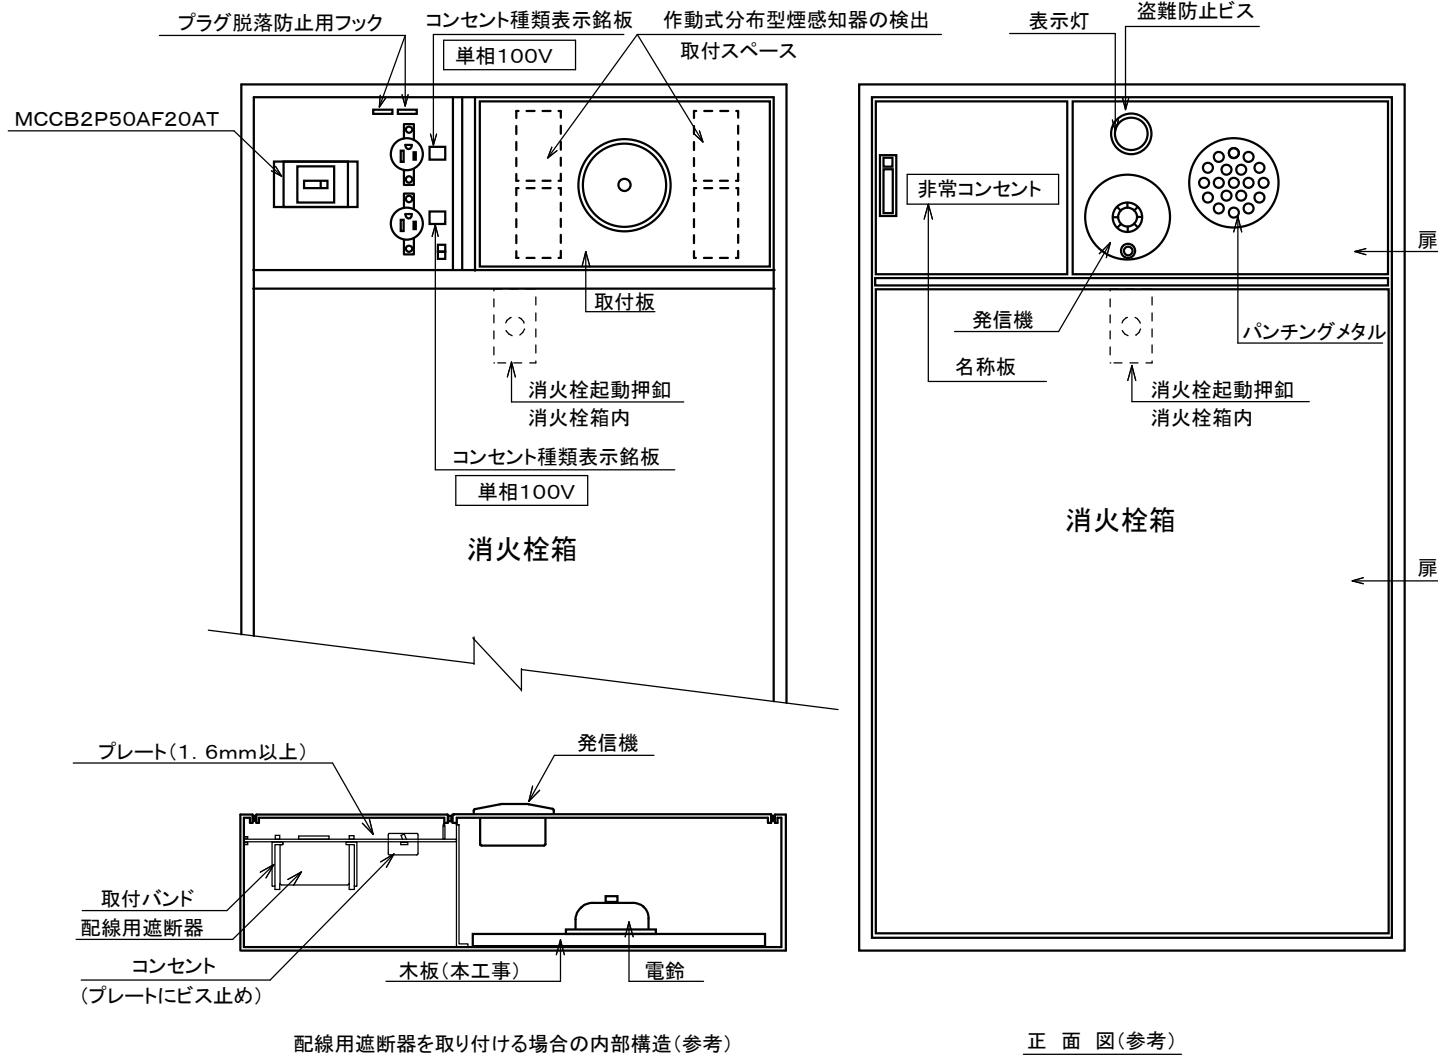 プラグ脱落防止用フック
コンセント種類表示銘板
単相100V
作動式分布型煙感知器の検出
取付スペース
MCCB2P50AF20AT
取付板
消火栓起動押釦
消火栓箱内
コンセント種類表示銘板
単相100V
消火栓箱
表示灯
盗難防止ビス
非常コンセント
扉
発信機
パンチングメタル
名称板
消火栓起動押釦
消火栓箱内
消火栓箱
扉
プレート(1．6mm以上)
発信機
取付バンド
配線用遮断器
コンセント
(プレートにビス止め)
木板(本工事)
電鈴
配線用遮断器を取り付ける場合の内部構造(参考)
正 面 図(参考)